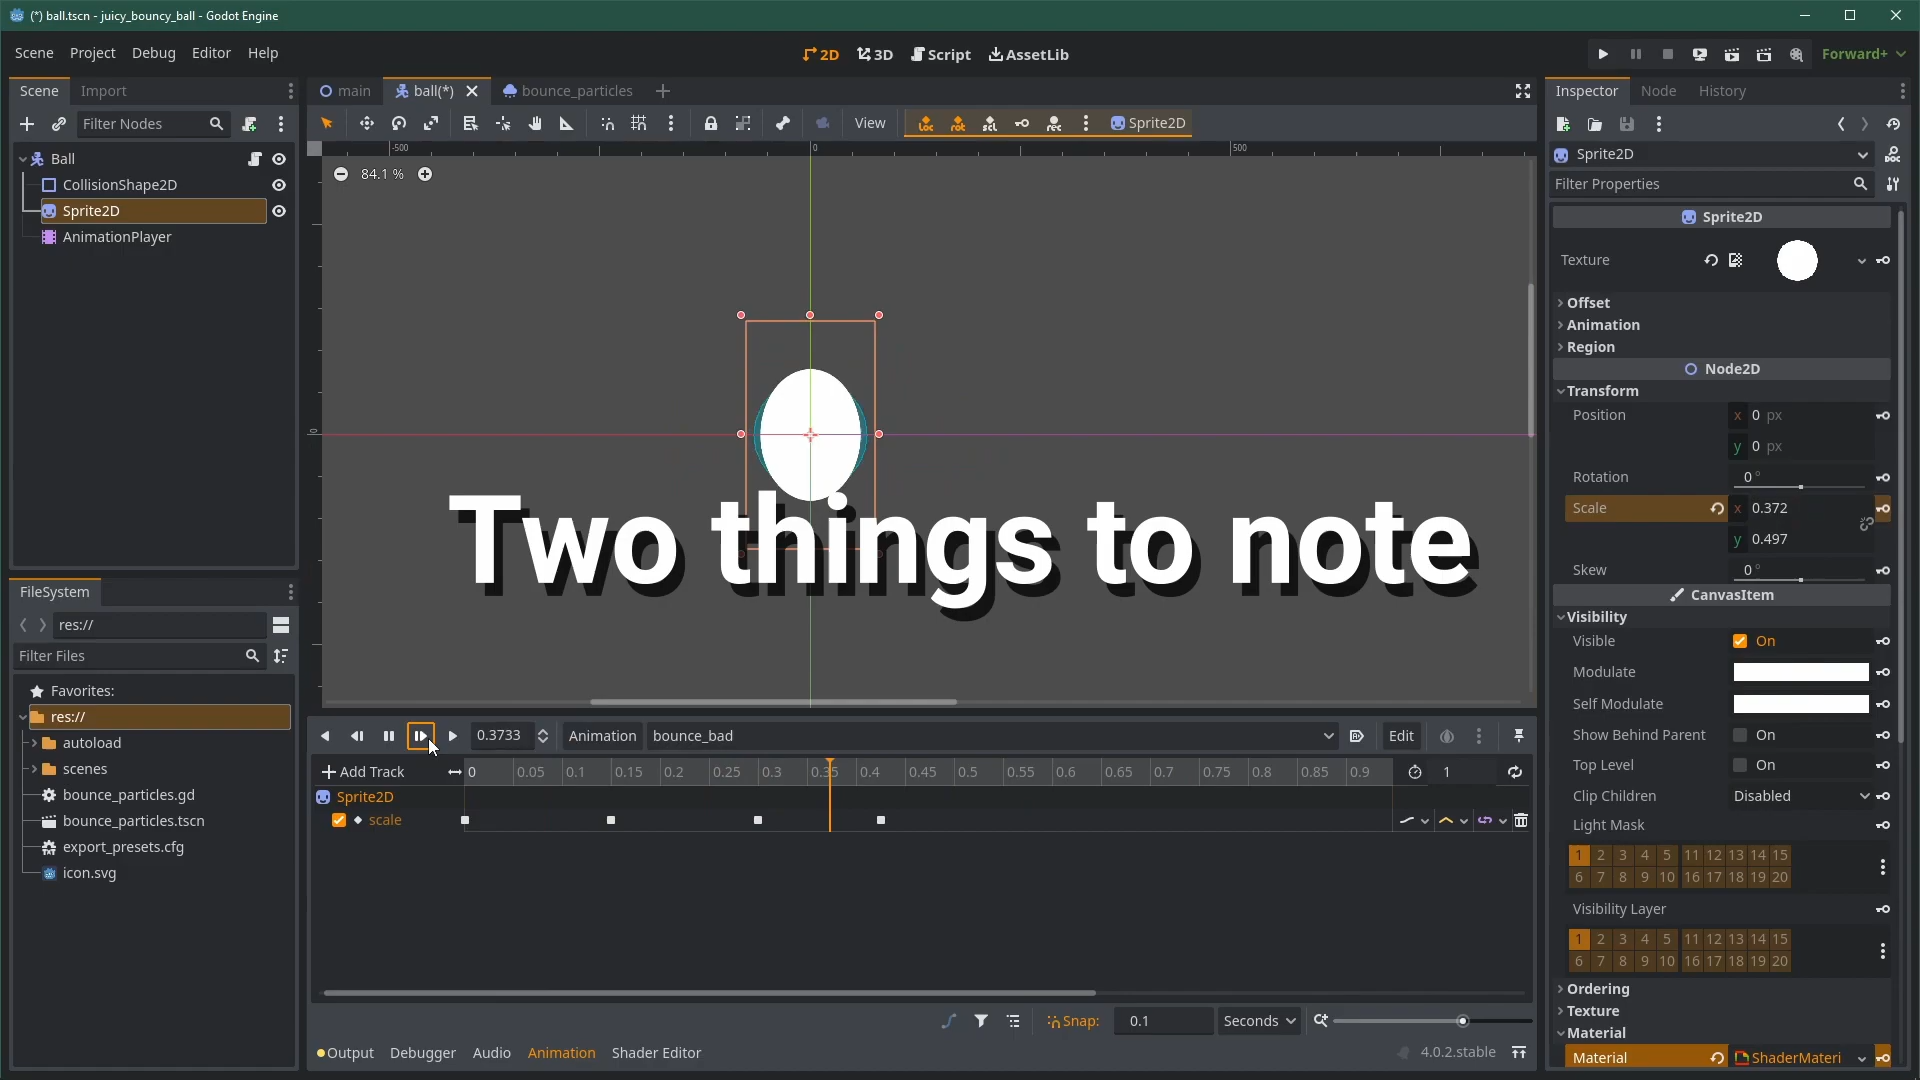 (*) ball.tscn - juicy_bouncy_ball - Godot Engine
Scene Project Debug Editor Help
2D 3D Script AssetLib
Forward+
Scene Import
main ball(*) bounce_particles
Inspector Node History
Filter Nodes
View
Sprite2D
Ball
CollisionShape2D
Sprite2D
AnimationPlayer
-500 0 500
84.1 %
0
Two things to note
Sprite2D
Filter Properties
Sprite2D
Texture
Offset
Animation
Region
Node2D
Transform
Position x 0 px
y 0 px
Rotation 0 °
Scale x 0.372
y 0.497
Skew 0 °
CanvasItem
Visibility
Visible On
Modulate
Self Modulate
Show Behind Parent On
Top Level On
Clip Children Disabled
Light Mask
1 2 3 4 5 11 12 13 14 15
6 7 8 9 10 16 17 18 19 20
Visibility Layer
1 2 3 4 5 11 12 13 14 15
6 7 8 9 10 16 17 18 19 20
Ordering
Texture
Material
Material ShaderMateri
FileSystem
res://
Filter Files
Favorites:
res://
autoload
scenes
bounce_particles.gd
bounce_particles.tscn
export_presets.cfg
icon.svg
0.3733 Animation bounce_bad Edit
Add Track 0 0.05 0.1 0.15 0.2 0.25 0.3 0.35 0.4 0.45 0.5 0.55 0.6 0.65 0.7 0.75 0.8 0.85 0.9 1
Sprite2D
scale
Snap: 0.1 Seconds
Output Debugger Audio Animation Shader Editor 4.0.2.stable